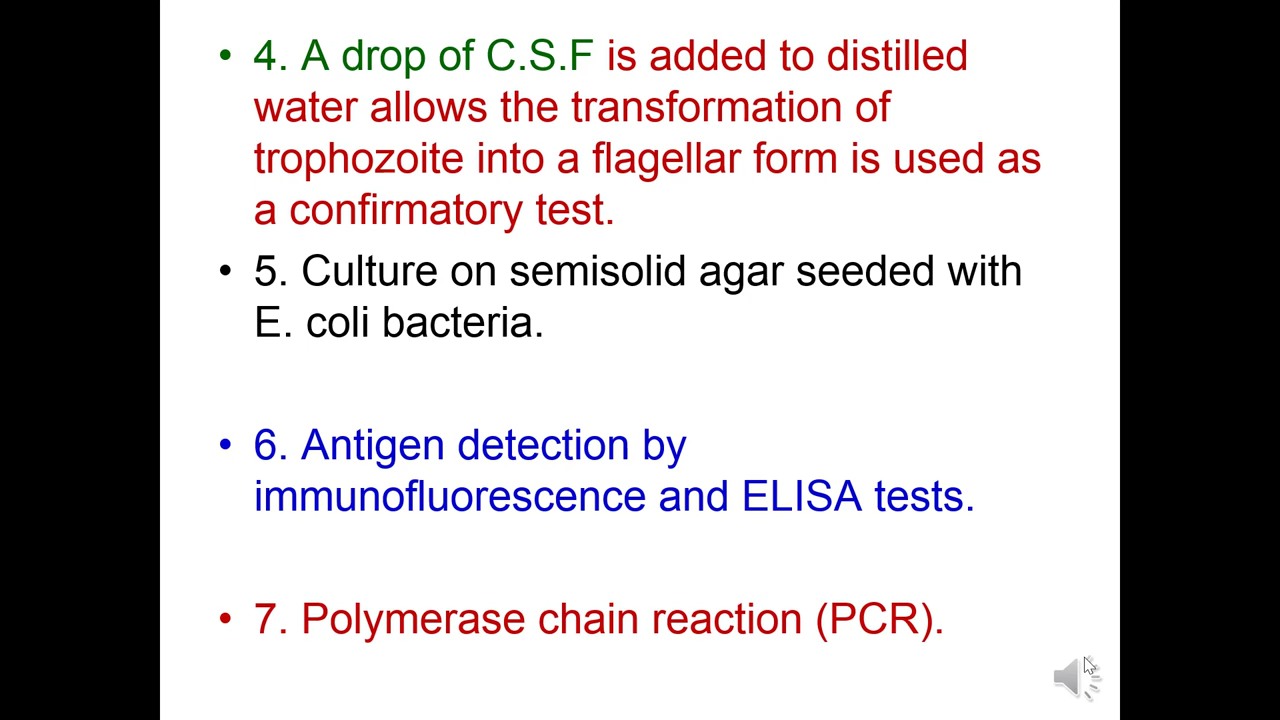 • 4. A drop of C.S.F is added to distilled
water allows the transformation of
trophozoite into a flagellar form is used as
a confirmatory test.
• 5. Culture on semisolid agar seeded with
E. coli bacteria.
• 6. Antigen detection by
immunofluorescence and ELISA tests.
• 7. Polymerase chain reaction (PCR).